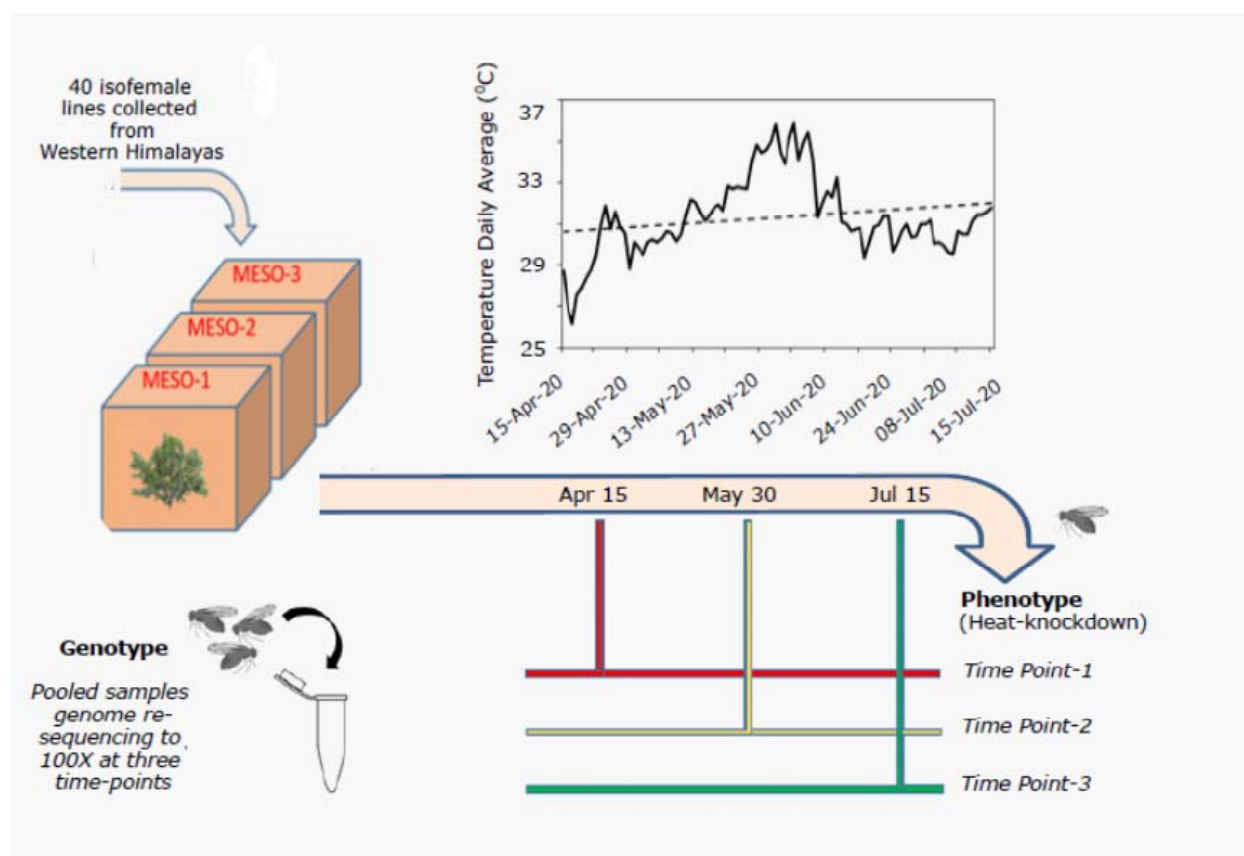 40 isofemale
lines collected
from
Western Himalayas
MESO-3
MESO-2
MESO-1
Temperature Daily Average (⁰C)
37
33
29
25
15-Apr-20
29-Apr-20
13-May-20
27-May-20
10-Jun-20
24-Jun-20
08-Jul-20
15-Jul-20
Apr 15
May 30
Jul 15
Phenotype
(Heat-knockdown)
Time Point-1
Time Point-2
Time Point-3
Genotype
Pooled samples
genome re-
sequencing to
100X at three
time-points